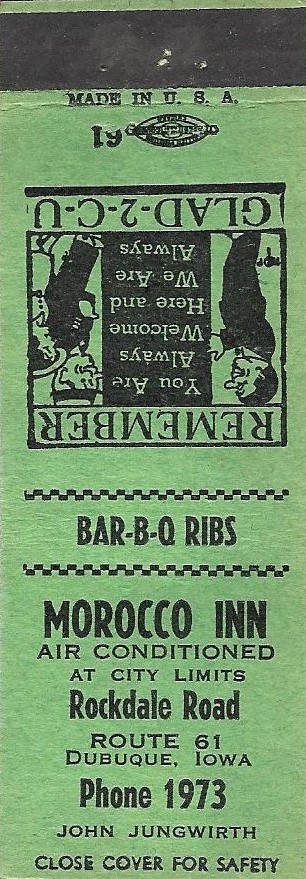 MADE IN U. S. A.
61
REMEMBER
You Are
Always
Welcome
Here and
We Are
Always
GLAD-2-C-U
BAR-B-Q RIBS
MOROCCO INN
AIR CONDITIONED
AT CITY LIMITS
Rockdale Road
ROUTE 61
DUBUQUE, IOWA
Phone 1973
JOHN JUNGWIRTH
CLOSE COVER FOR SAFETY